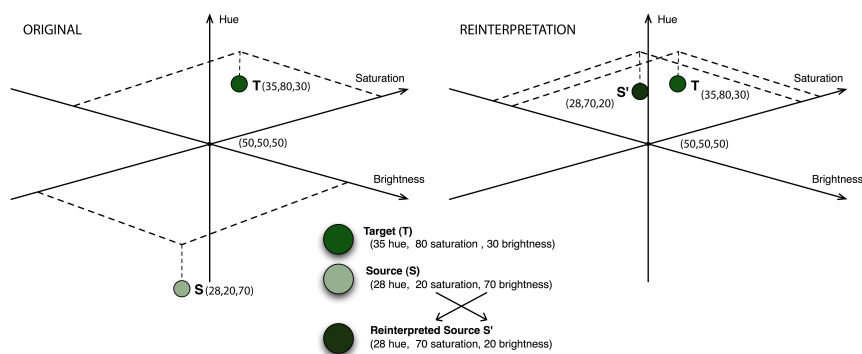 ORIGINAL
Hue
T(35,80,30)
Saturation
(50,50,50)
Brightness
S(28,20,70)
REINTERPRETATION
Hue
Saturation
S'
T
(28,70,20)
(35,80,30)
(50,50,50)
Brightness
Target (T)
(35 hue, 80 saturation , 30 brightness)
Source (S)
(28 hue, 20 saturation, 70 brightness)
Reinterpreted Source S'
(28 hue, 70 saturation, 20 brightness)